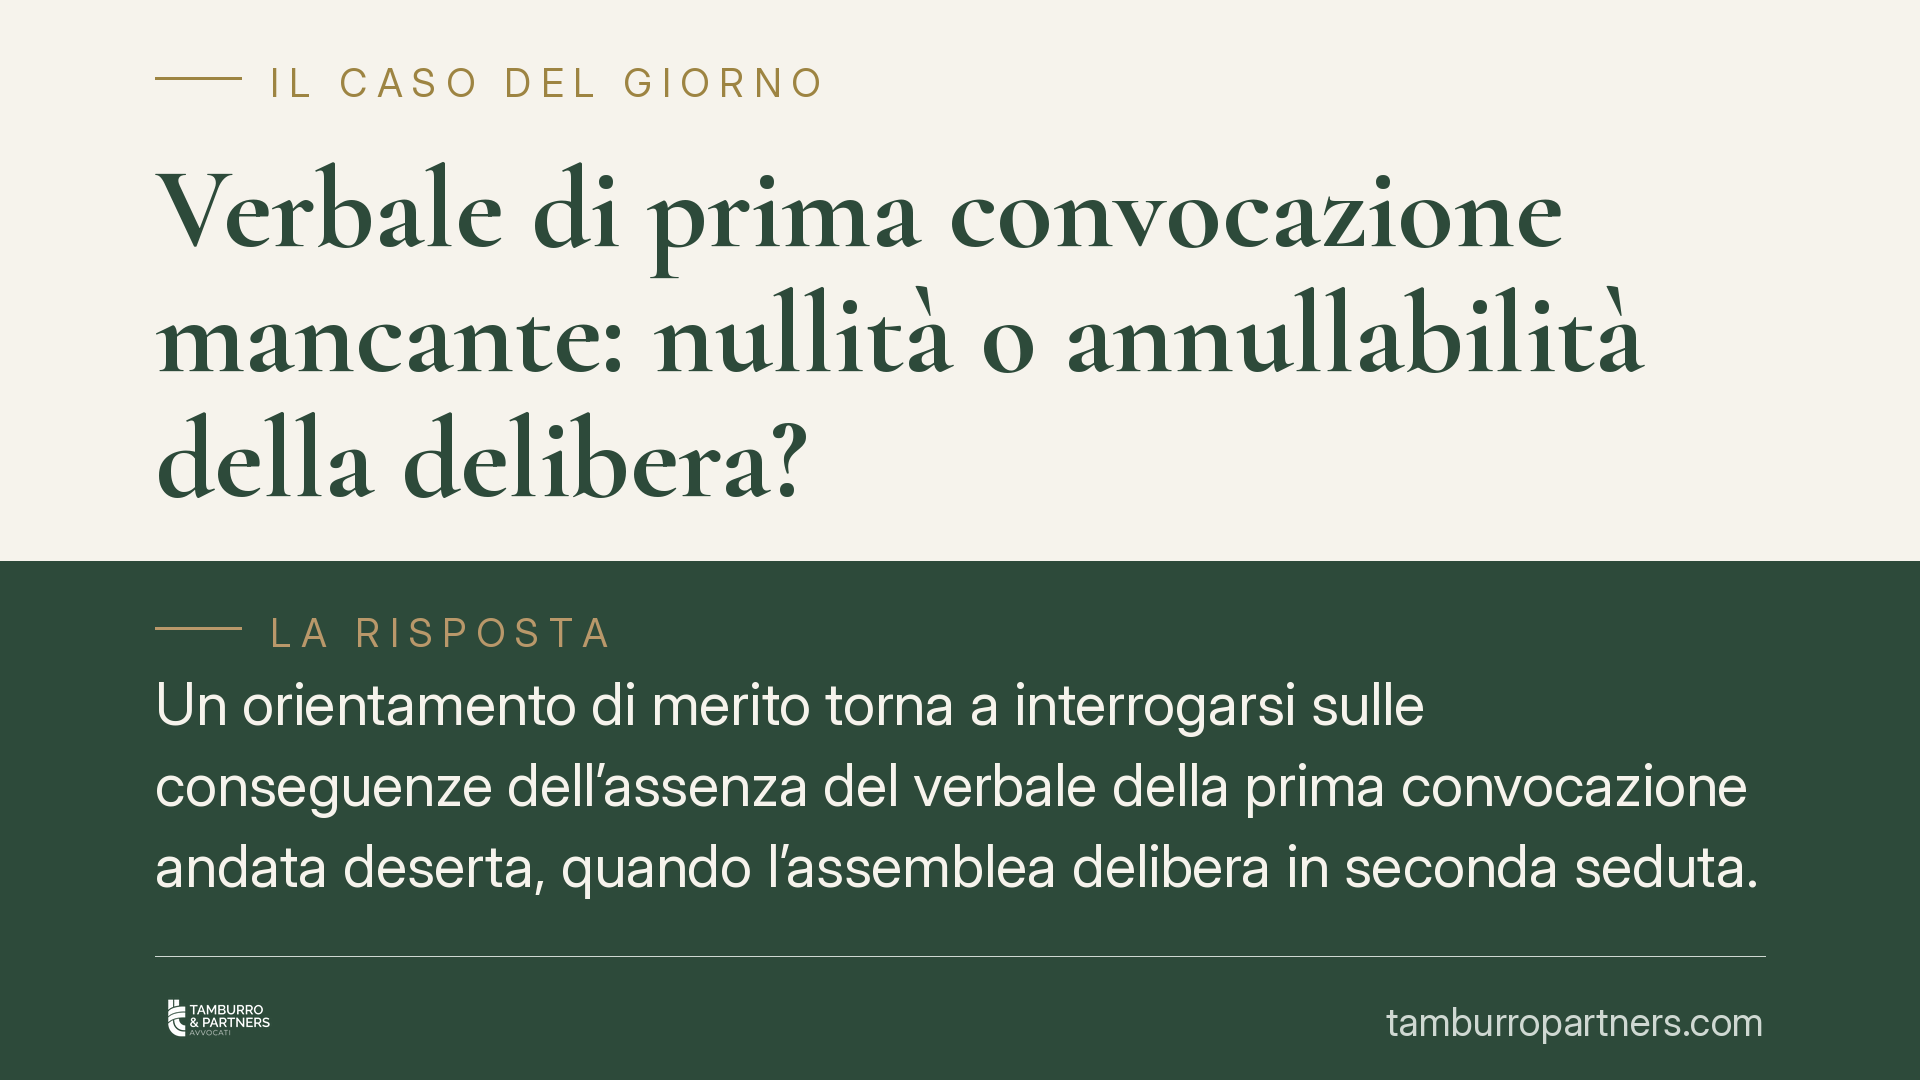 IL CASO DEL GIORNO
Verbale di prima convocazione
mancante: nullità o annullabilità
della delibera?
LA RISPOSTA
Un orientamento di merito torna a interrogarsi sulle
conseguenze dell’assenza del verbale della prima convocazione
andata deserta, quando l’assemblea delibera in seconda seduta.
TAMBURRO
& PARTNERS
AVVOCATI
tamburropartners.com